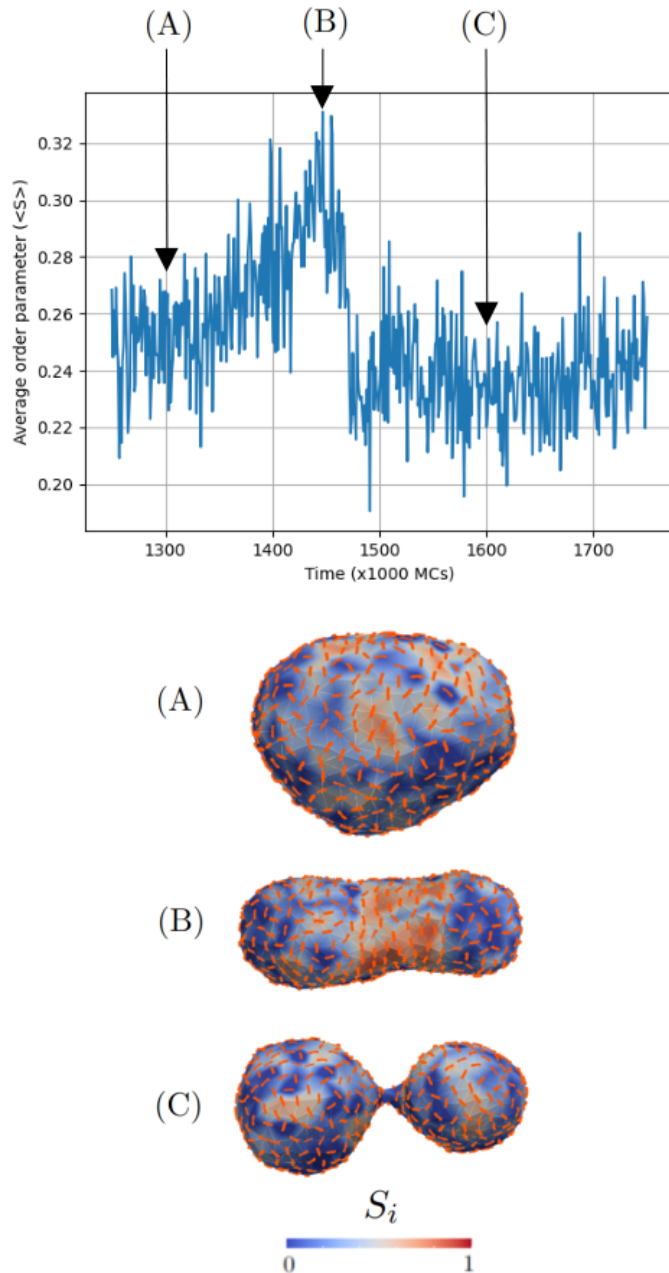 (A) (B) (C)
Average order parameter (<S>)
0.32
0.30
0.28
0.26
0.24
0.22
0.20
1300 1400 1500 1600 1700
Time (x1000 MCs)
(A)
(B)
(C)
S_i
0 1